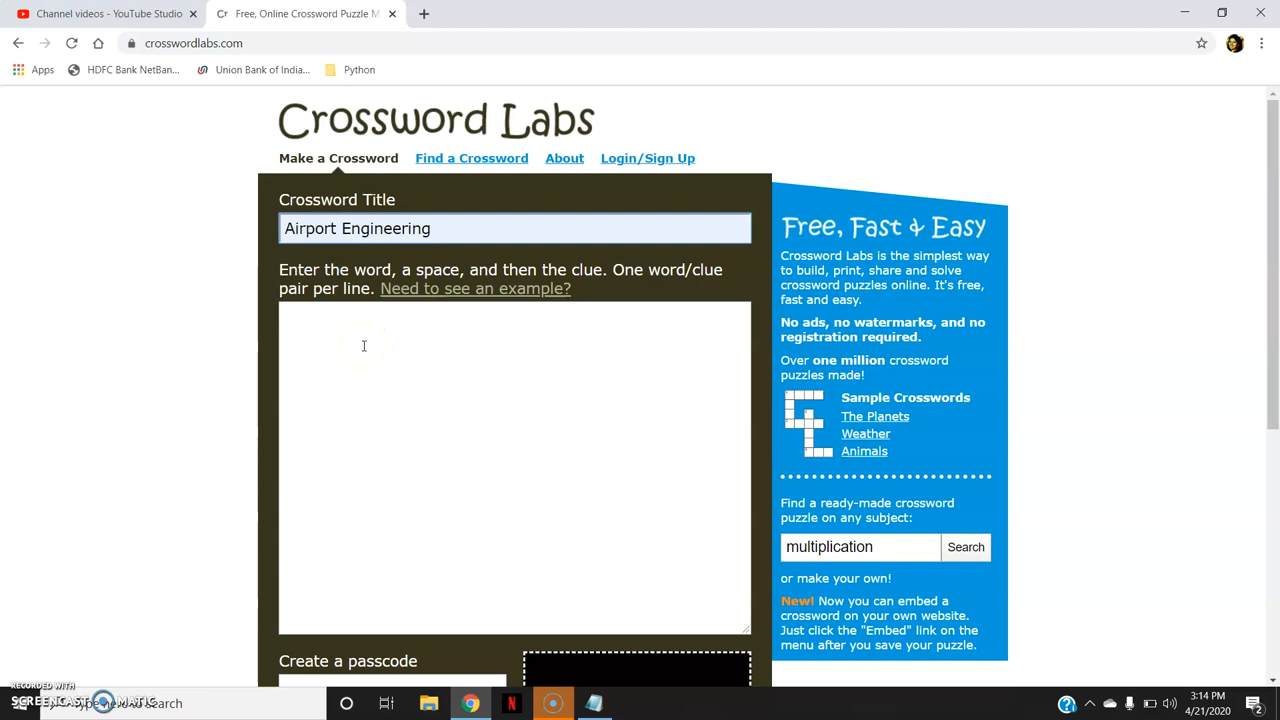 Channel videos - YouTube Studio
Cr Free, Online Crossword Puzzle M
crosswordlabs.com
Apps
HDFC Bank NetBan...
Union Bank of India...
Python
Crossword Labs
Make a Crossword
Find a Crossword
About
Login/Sign Up
Crossword Title
Airport Engineering
Enter the word, a space, and then the clue. One word/clue
pair per line. Need to see an example?
Create a passcode
Free, Fast & Easy
Crossword Labs is the simplest way
to build, print, share and solve
crossword puzzles online. It's free,
fast and easy.
No ads, no watermarks, and no
registration required.
Over one million crossword
puzzles made!
Sample Crosswords
The Planets
Weather
Animals
Find a ready-made crossword
puzzle on any subject:
multiplication
Search
or make your own!
New! Now you can embed a
crossword on your own website.
Just click the "Embed" link on the
menu after you save your puzzle.
RECORDED WITH
SCREENCAST MATIC
here to search
3:14 PM
4/21/2020
2